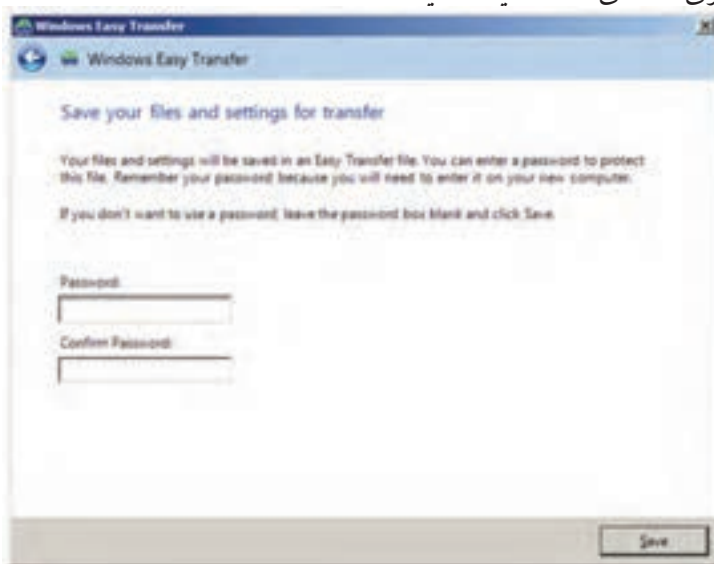 Windows Easy Transfer
Windows Easy Transfer
Save your files and settings for transfer
Your files and settings will be saved in an Easy Transfer file. You can enter a password to protect
this file. Remember your password because you will need to enter it on your new computer.
If you don't want to use a password, leave the password box blank and click Save.
Password:
Confirm Password:
Save